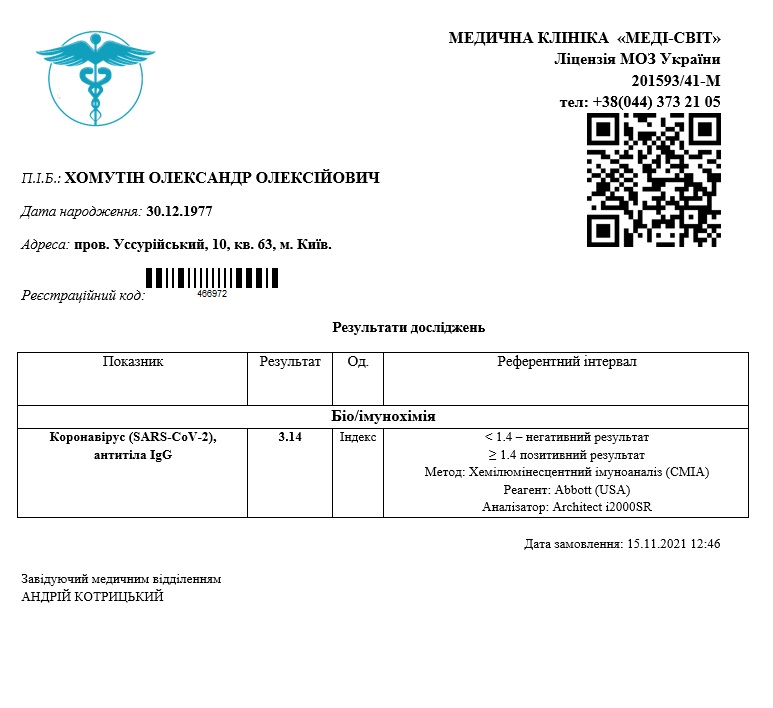 МЕДИЧНА КЛІНІКА «МЕДІ-СВІТ»
Ліцензія МОЗ України
201593/41-М
тел: +38(044) 373 21 05
П.І.Б.: ХОМУТІН ОЛЕКСАНДР ОЛЕКСІЙОВИЧ
Дата народження: 30.12.1977
Адреса: пров. Уссурійський, 10, кв. 63, м. Київ.
Реєстраційний код:
466972
Результати досліджень
Показник Результат Од. Референтний інтервал
Біо/імунохімія
Коронавірус (SARS-CoV-2), 3.14 Індекс < 1.4 – негативний результат
антитіла IgG ≥ 1.4 позитивний результат
Метод: Хемілюмінесцентний імуноаналіз (CMIA)
Реагент: Abbott (USA)
Аналізатор: Architect i2000SR
Дата замовлення: 15.11.2021 12:46
Завідуючий медичним відділенням
АНДРІЙ КОТРИЦЬКИЙ